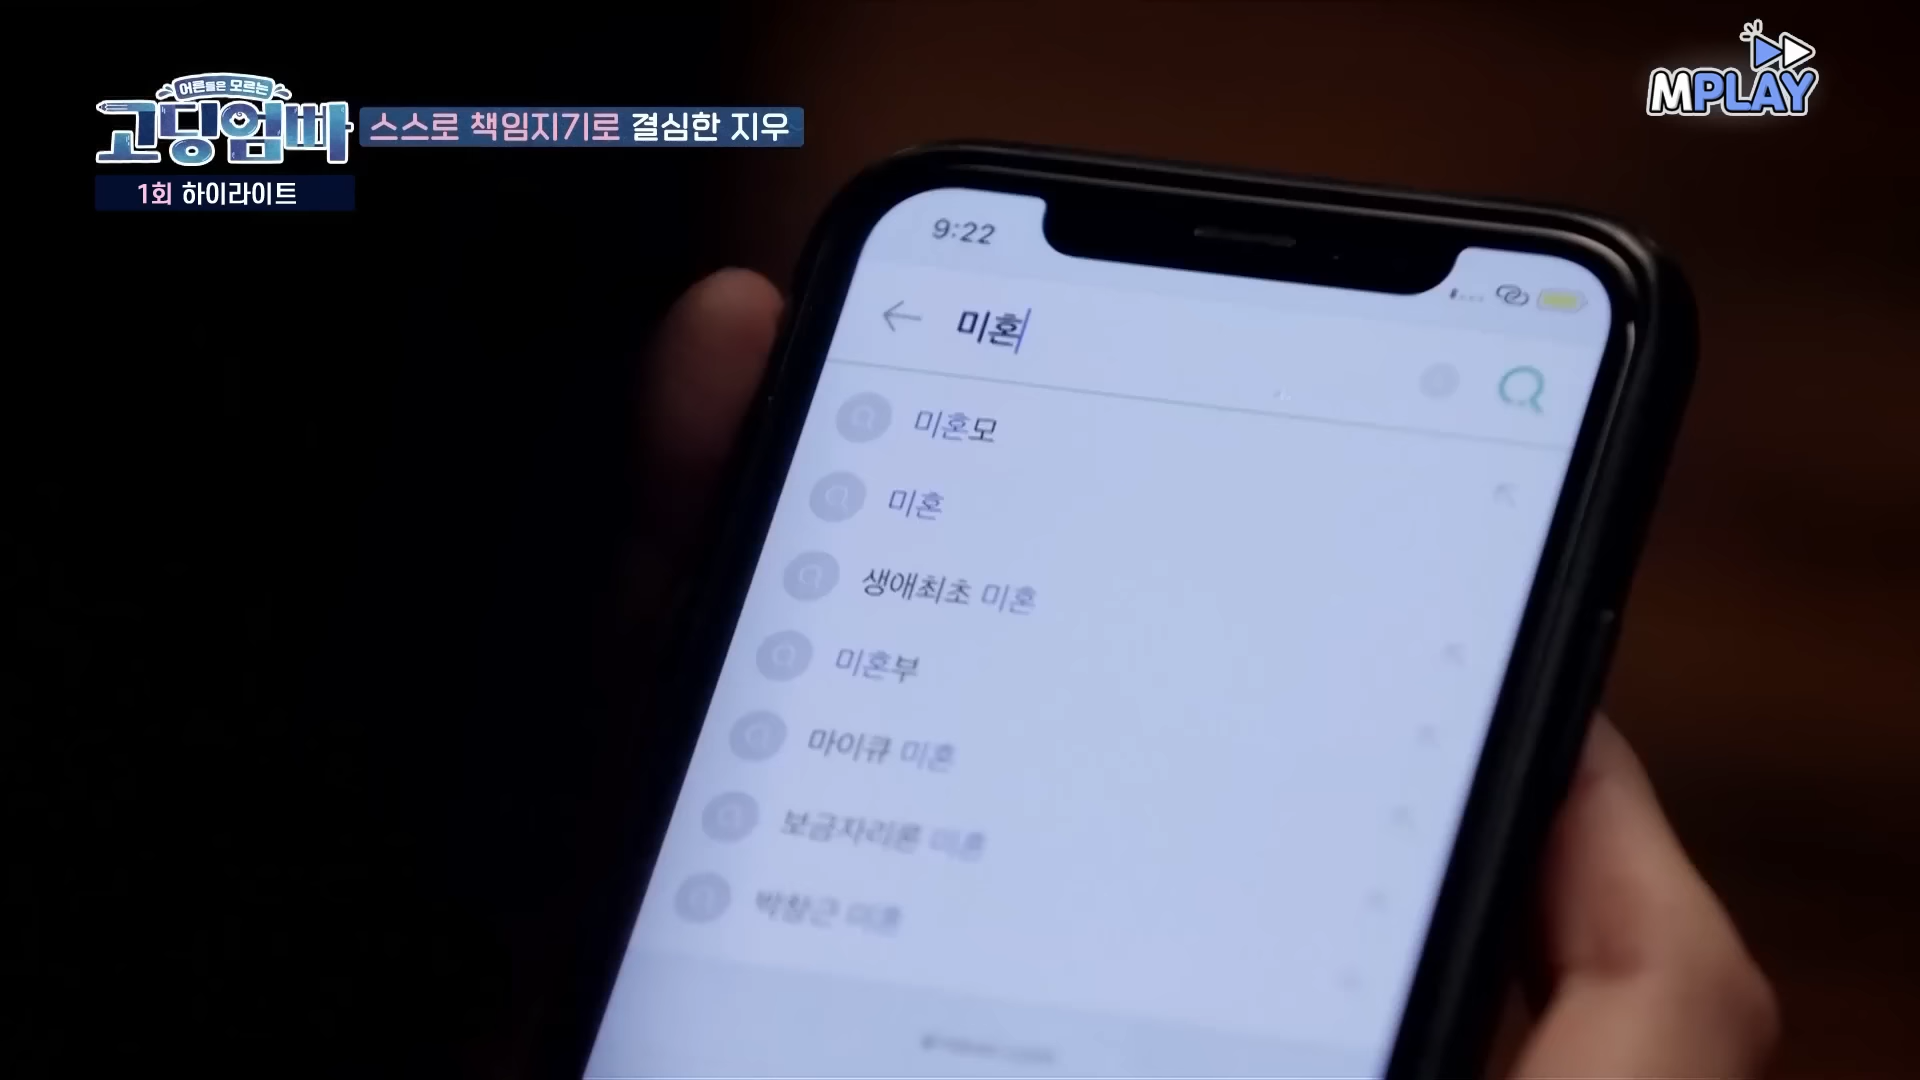 어른들은 모르는
고딩엄빠
스스로 책임지기로 결심한 지우
1회 하이라이트
MPLAY
9:22
미혼
미혼모
미혼
생애최초 미혼
미혼부
마이큐 미혼
보금자리론 미혼
박창근 미혼